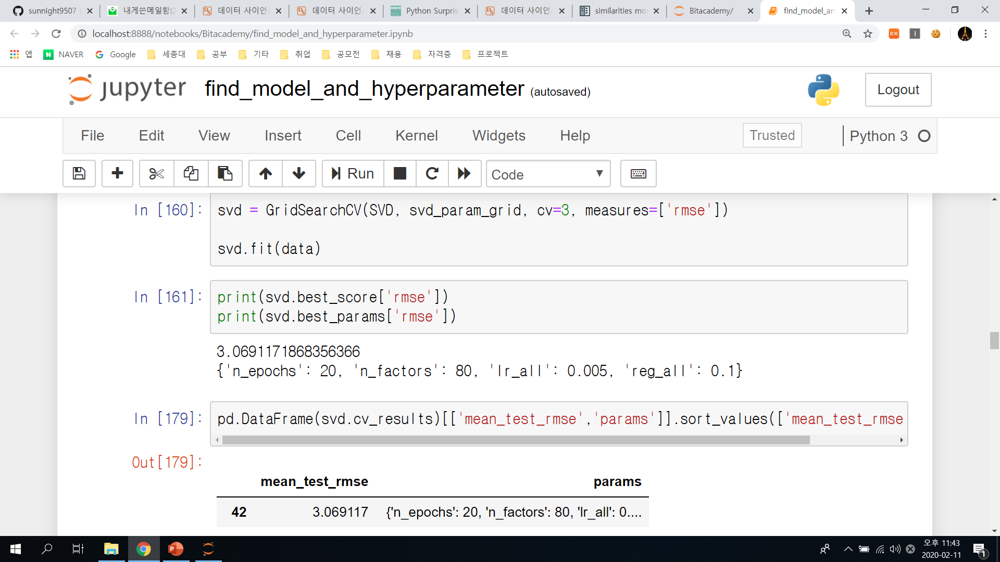 sunnight9507
내게쓴메일함(2
데이터 사이언스
데이터 사이언스
Python Surpris
데이터 사이언스
similarities mo
Bitacademy/
find_model_an
localhost:8888/notebooks/Bitacademy/find_model_and_hyperparameter.ipynb
EX
앱
NAVER
Google
세종대
공부
기타
취업
공모전
채용
자격증
프로젝트
jupyter
find_model_and_hyperparameter (autosaved)
Logout
File Edit View Insert Cell Kernel Widgets Help
Trusted
Python 3
Run
Code
In [160]:
svd = GridSearchCV(SVD, svd_param_grid, cv=3, measures=['rmse'])
svd.fit(data)
In [161]:
print(svd.best_score['rmse'])
print(svd.best_params['rmse'])
3.0691171868356366
{'n_epochs': 20, 'n_factors': 80, 'lr_all': 0.005, 'reg_all': 0.1}
In [179]:
pd.DataFrame(svd.cv_results)[['mean_test_rmse','params']].sort_values(['mean_test_rmse
Out[179]:
mean_test_rmse params
42 3.069117 {'n_epochs': 20, 'n_factors': 80, 'lr_all': 0....
오후 11:43
2020-02-11
1